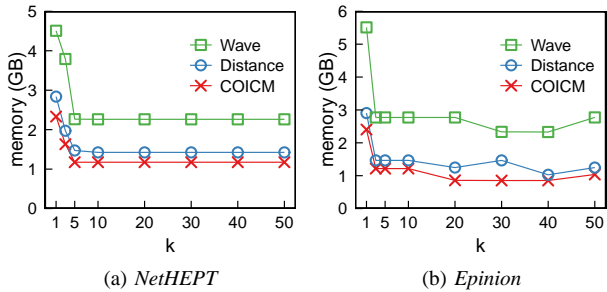 5
4
3
2
1
0
memory (GB)
Wave
Distance
COICM
1 5 10 20 30 40 50
k
(a) NetHEPT
6
5
4
3
2
1
0
memory (GB)
Wave
Distance
COICM
1 5 10 20 30 40 50
k
(b) Epinion